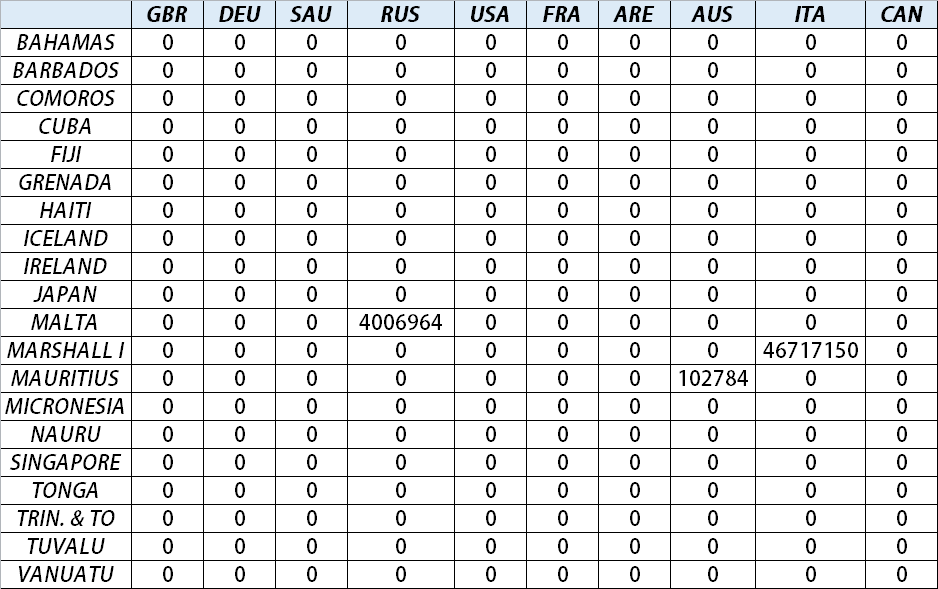 GBR DEU SAU RUS USA FRA ARE AUS ITA CAN
BAHAMAS 0 0 0 0 0 0 0 0 0 0
BARBADOS 0 0 0 0 0 0 0 0 0 0
COMOROS 0 0 0 0 0 0 0 0 0 0
CUBA 0 0 0 0 0 0 0 0 0 0
FIJI 0 0 0 0 0 0 0 0 0 0
GRENADA 0 0 0 0 0 0 0 0 0 0
HAITI 0 0 0 0 0 0 0 0 0 0
ICELAND 0 0 0 0 0 0 0 0 0 0
IRELAND 0 0 0 0 0 0 0 0 0 0
JAPAN 0 0 0 0 0 0 0 0 0 0
MALTA 0 0 0 4006964 0 0 0 0 0 0
MARSHALL I 0 0 0 0 0 0 0 0 46717150 0
MAURITIUS 0 0 0 0 0 0 0 102784 0 0
MICRONESIA 0 0 0 0 0 0 0 0 0 0
NAURU 0 0 0 0 0 0 0 0 0 0
SINGAPORE 0 0 0 0 0 0 0 0 0 0
TONGA 0 0 0 0 0 0 0 0 0 0
TRIN. & TO 0 0 0 0 0 0 0 0 0 0
TUVALU 0 0 0 0 0 0 0 0 0 0
VANUATU 0 0 0 0 0 0 0 0 0 0